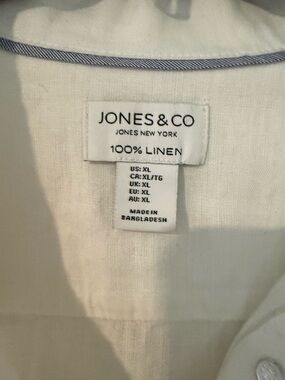 JONES & CO
JONES NEW YORK
100% LINEN
US: XL
CA: XL/TG
UK: XL
EU: XL
AU: XL
MADE IN
BANGLADESH